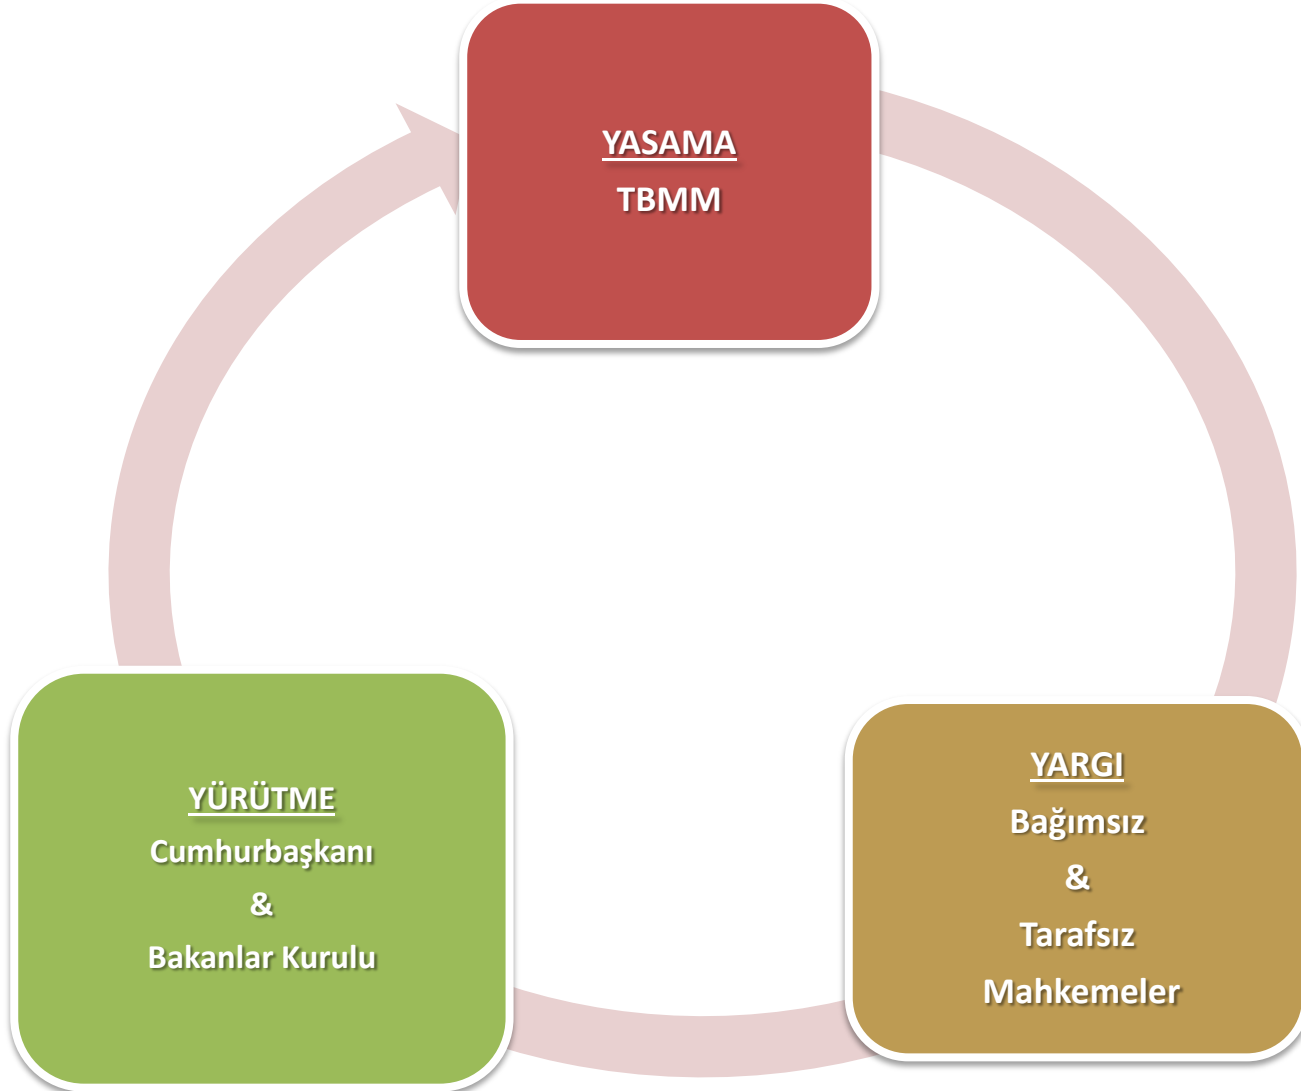 YASAMA
TBMM
YARGI
Bağımsız
&
Tarafsız
Mahkemeler
YÜRÜTME
Cumhurbaşkanı
&
Bakanlar Kurulu